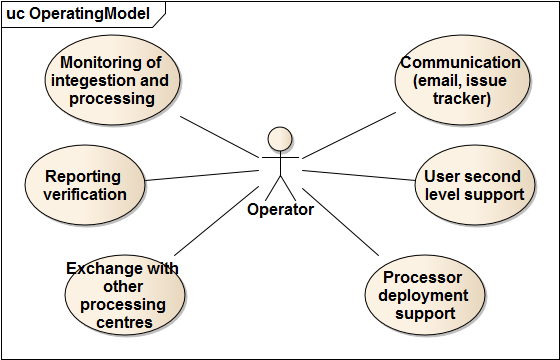 uc OperatingModel
Monitoring of
integestion and
processing
Communication
(email, issue
tracker)
Reporting
verification
Operator
User second
level support
Exchange with
other
processing
centres
Processor
deployment
support